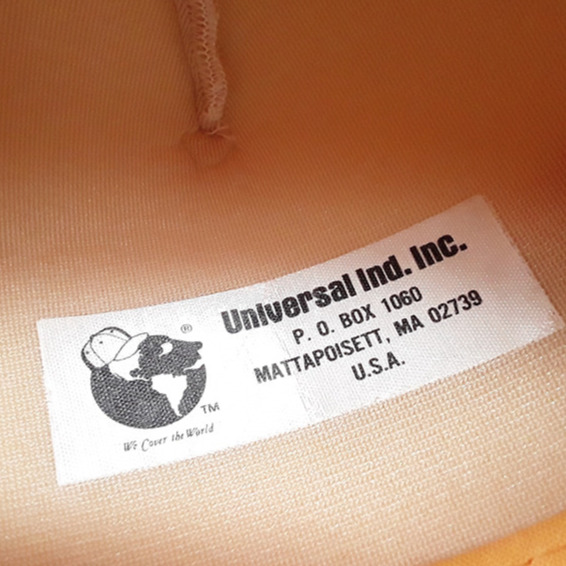 Universal Ind. Inc.
P. O. BOX 1060
MATTAPOISETT, MA 02739
U.S.A.
®
TM
We Cover the World